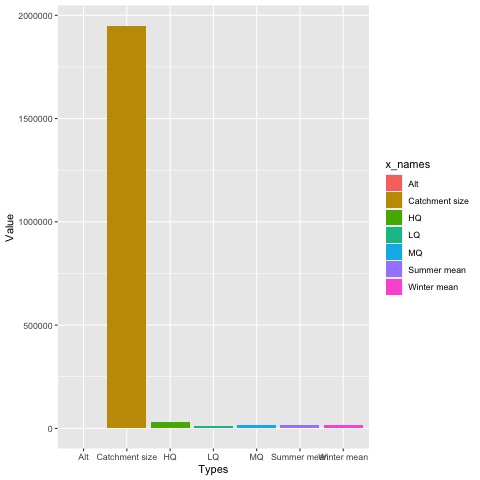 2000000
1500000
1000000
500000
0
Value
Alt Catchment size HQ LQ MQ Summer mean Winter mean
Types
x_names
Alt
Catchment size
HQ
LQ
MQ
Summer mean
Winter mean